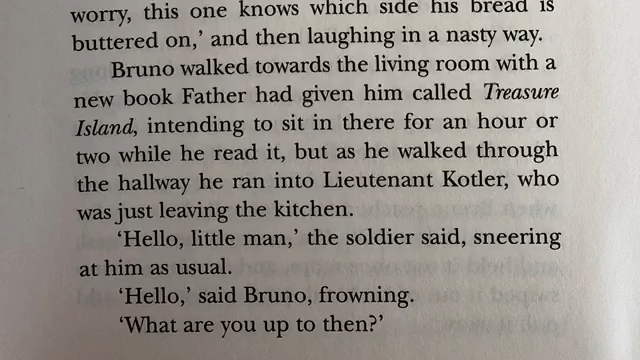 worry, this one knows which side his bread is
buttered on,’ and then laughing in a nasty way.
Bruno walked towards the living room with a
new book Father had given him called Treasure
Island, intending to sit in there for an hour or
two while he read it, but as he walked through
the hallway he ran into Lieutenant Kotler, who
was just leaving the kitchen.
‘Hello, little man,’ the soldier said, sneering
at him as usual.
‘Hello,’ said Bruno, frowning.
‘What are you up to then?’